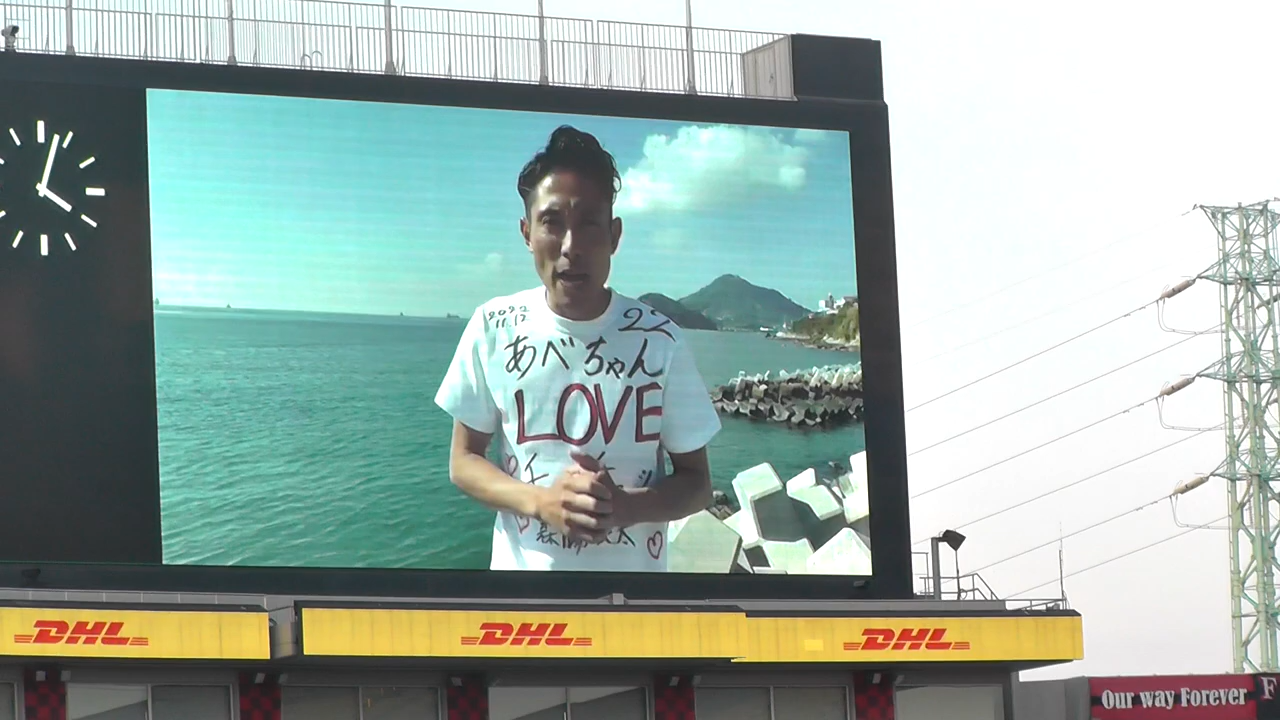 2022
11.12
22
あべちゃん
LOVE
DHL
DHL
DHL
Our way Forever
F